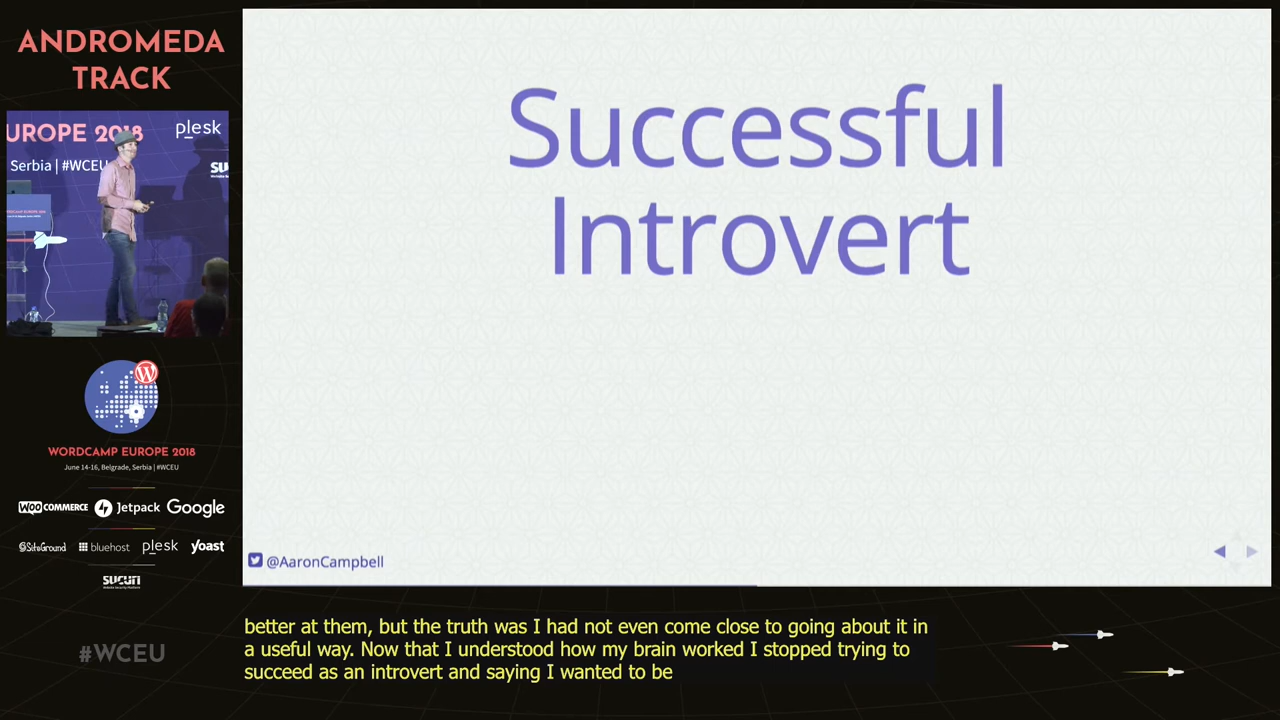 ANDROMEDA
TRACK
UROPE 2018
plesk
Serbia | #WCEU
SUCU
WORDCAMP EUROPE 2018
June 14-16, Belgrade, Serbia | #WCEU
WOO COMMERCE Jetpack Google
SiteGround bluehost plesk yoast
SUCURI
#WCEU
Successful
Introvert
@AaronCampbell
better at them, but the truth was I had not even come close to going about it in
a useful way. Now that I understood how my brain worked I stopped trying to
succeed as an introvert and saying I wanted to be